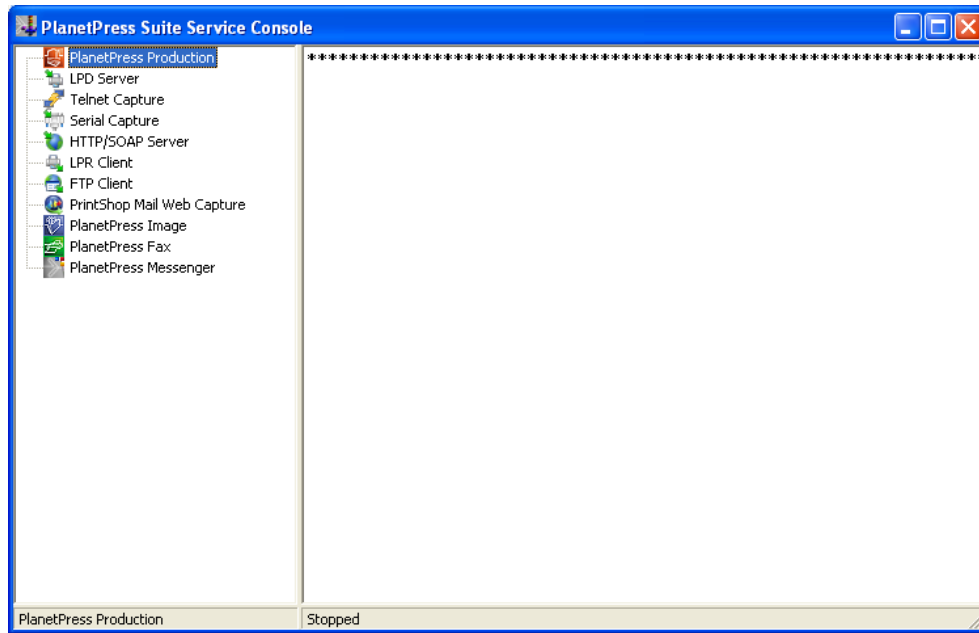 PlanetPress Suite Service Console
PlanetPress Production
LPD Server
Telnet Capture
Serial Capture
HTTP/SOAP Server
LPR Client
FTP Client
PrintShop Mail Web Capture
PlanetPress Image
PlanetPress Fax
PlanetPress Messenger
****************************************************************
PlanetPress Production
Stopped